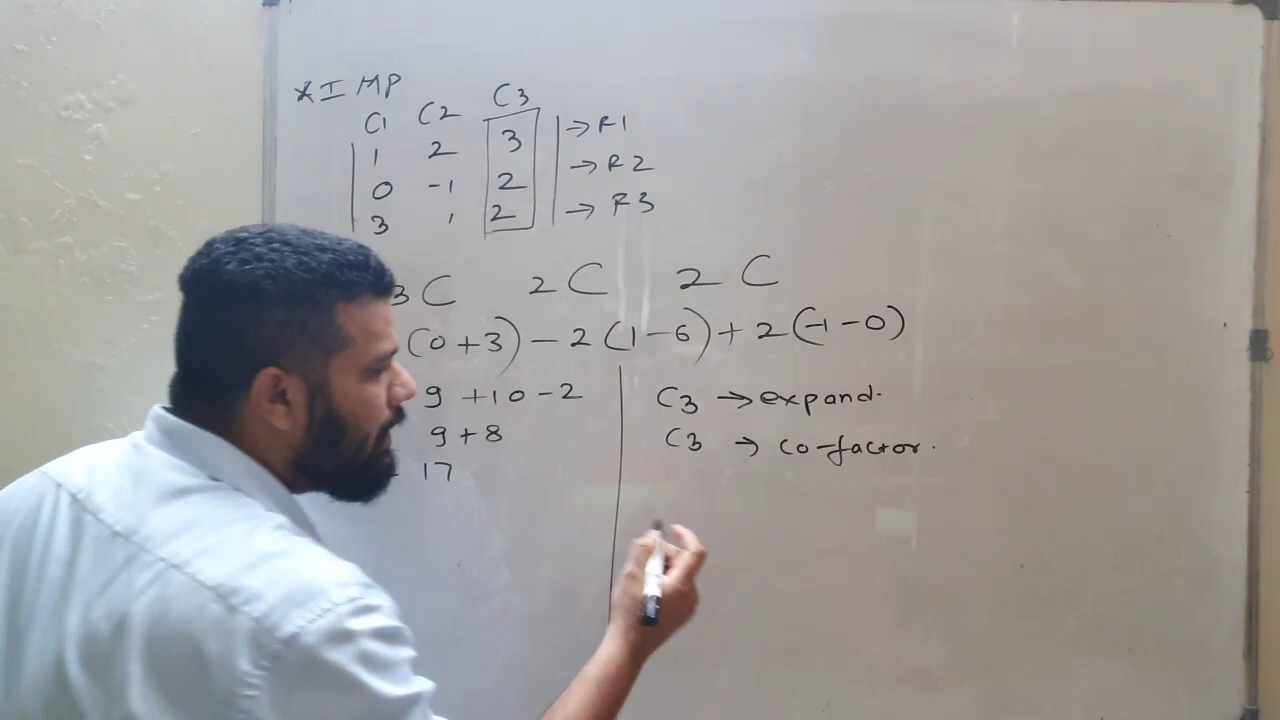 * IMP
C1 C2 C3
1 2 3 → R1
0 -1 2 → R2
3 1 2 → R3
3C 2C 2C
(0+3) - 2(1-6) + 2(-1-0)
9 +10 -2
9 + 8
17
C3 → expand.
C3 → co-factor.